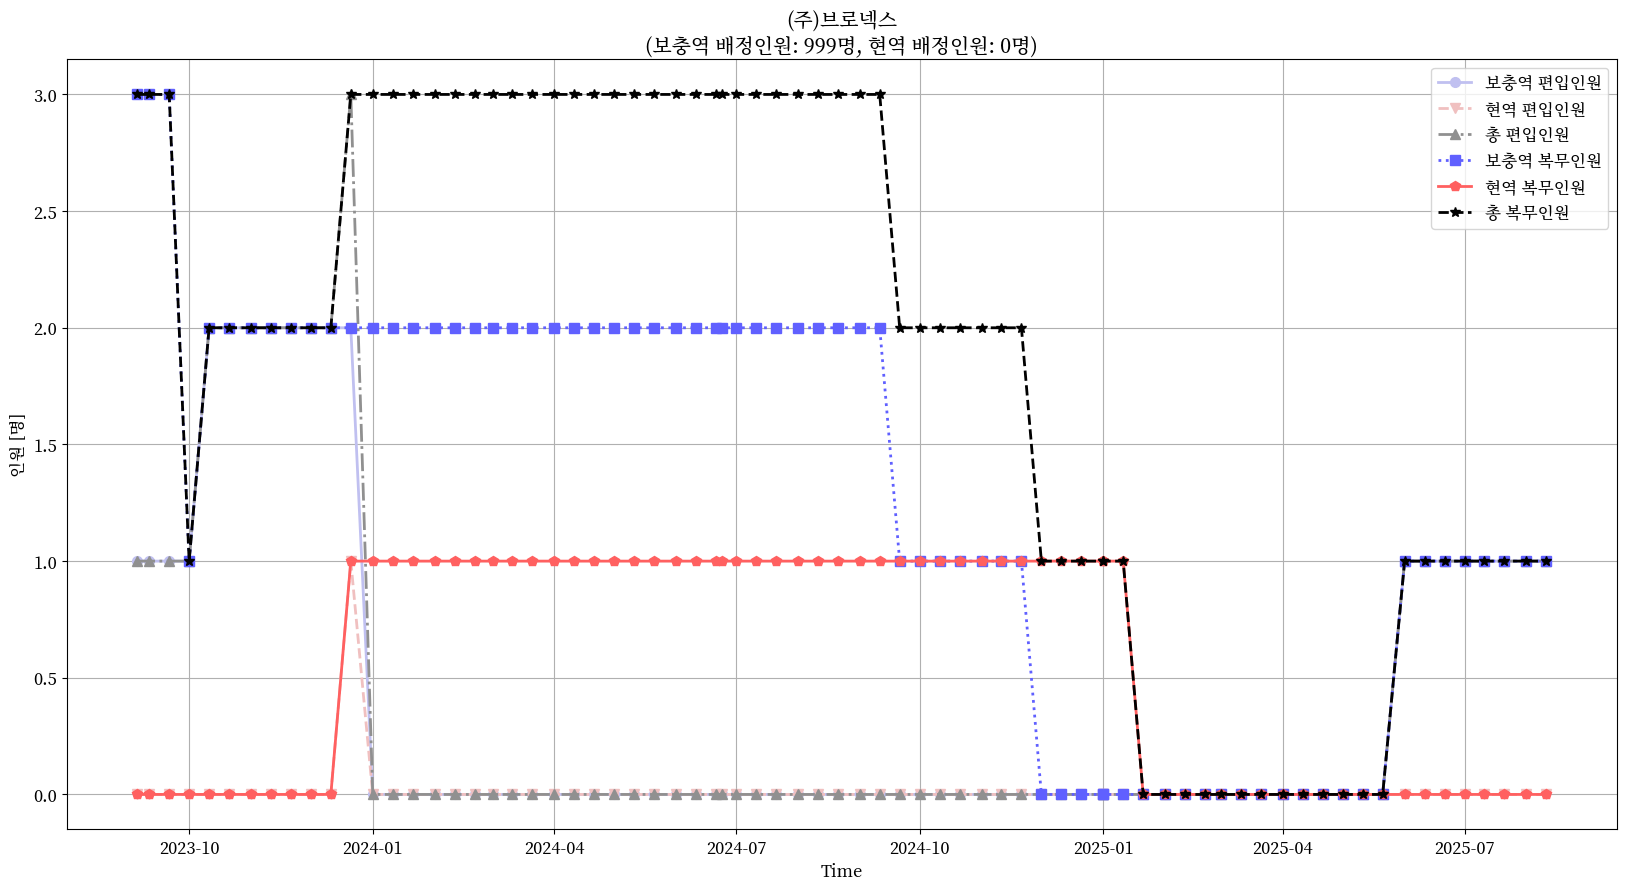 (주)브로넥스
(보충역 배정인원: 999명, 현역 배정인원: 0명)
보충역 편입인원
현역 편입인원
총 편입인원
보충역 복무인원
현역 복무인원
총 복무인원
인원 [명]
3.0
2.5
2.0
1.5
1.0
0.5
0.0
2023-10
2024-01
2024-04
2024-07
2024-10
2025-01
2025-04
2025-07
Time